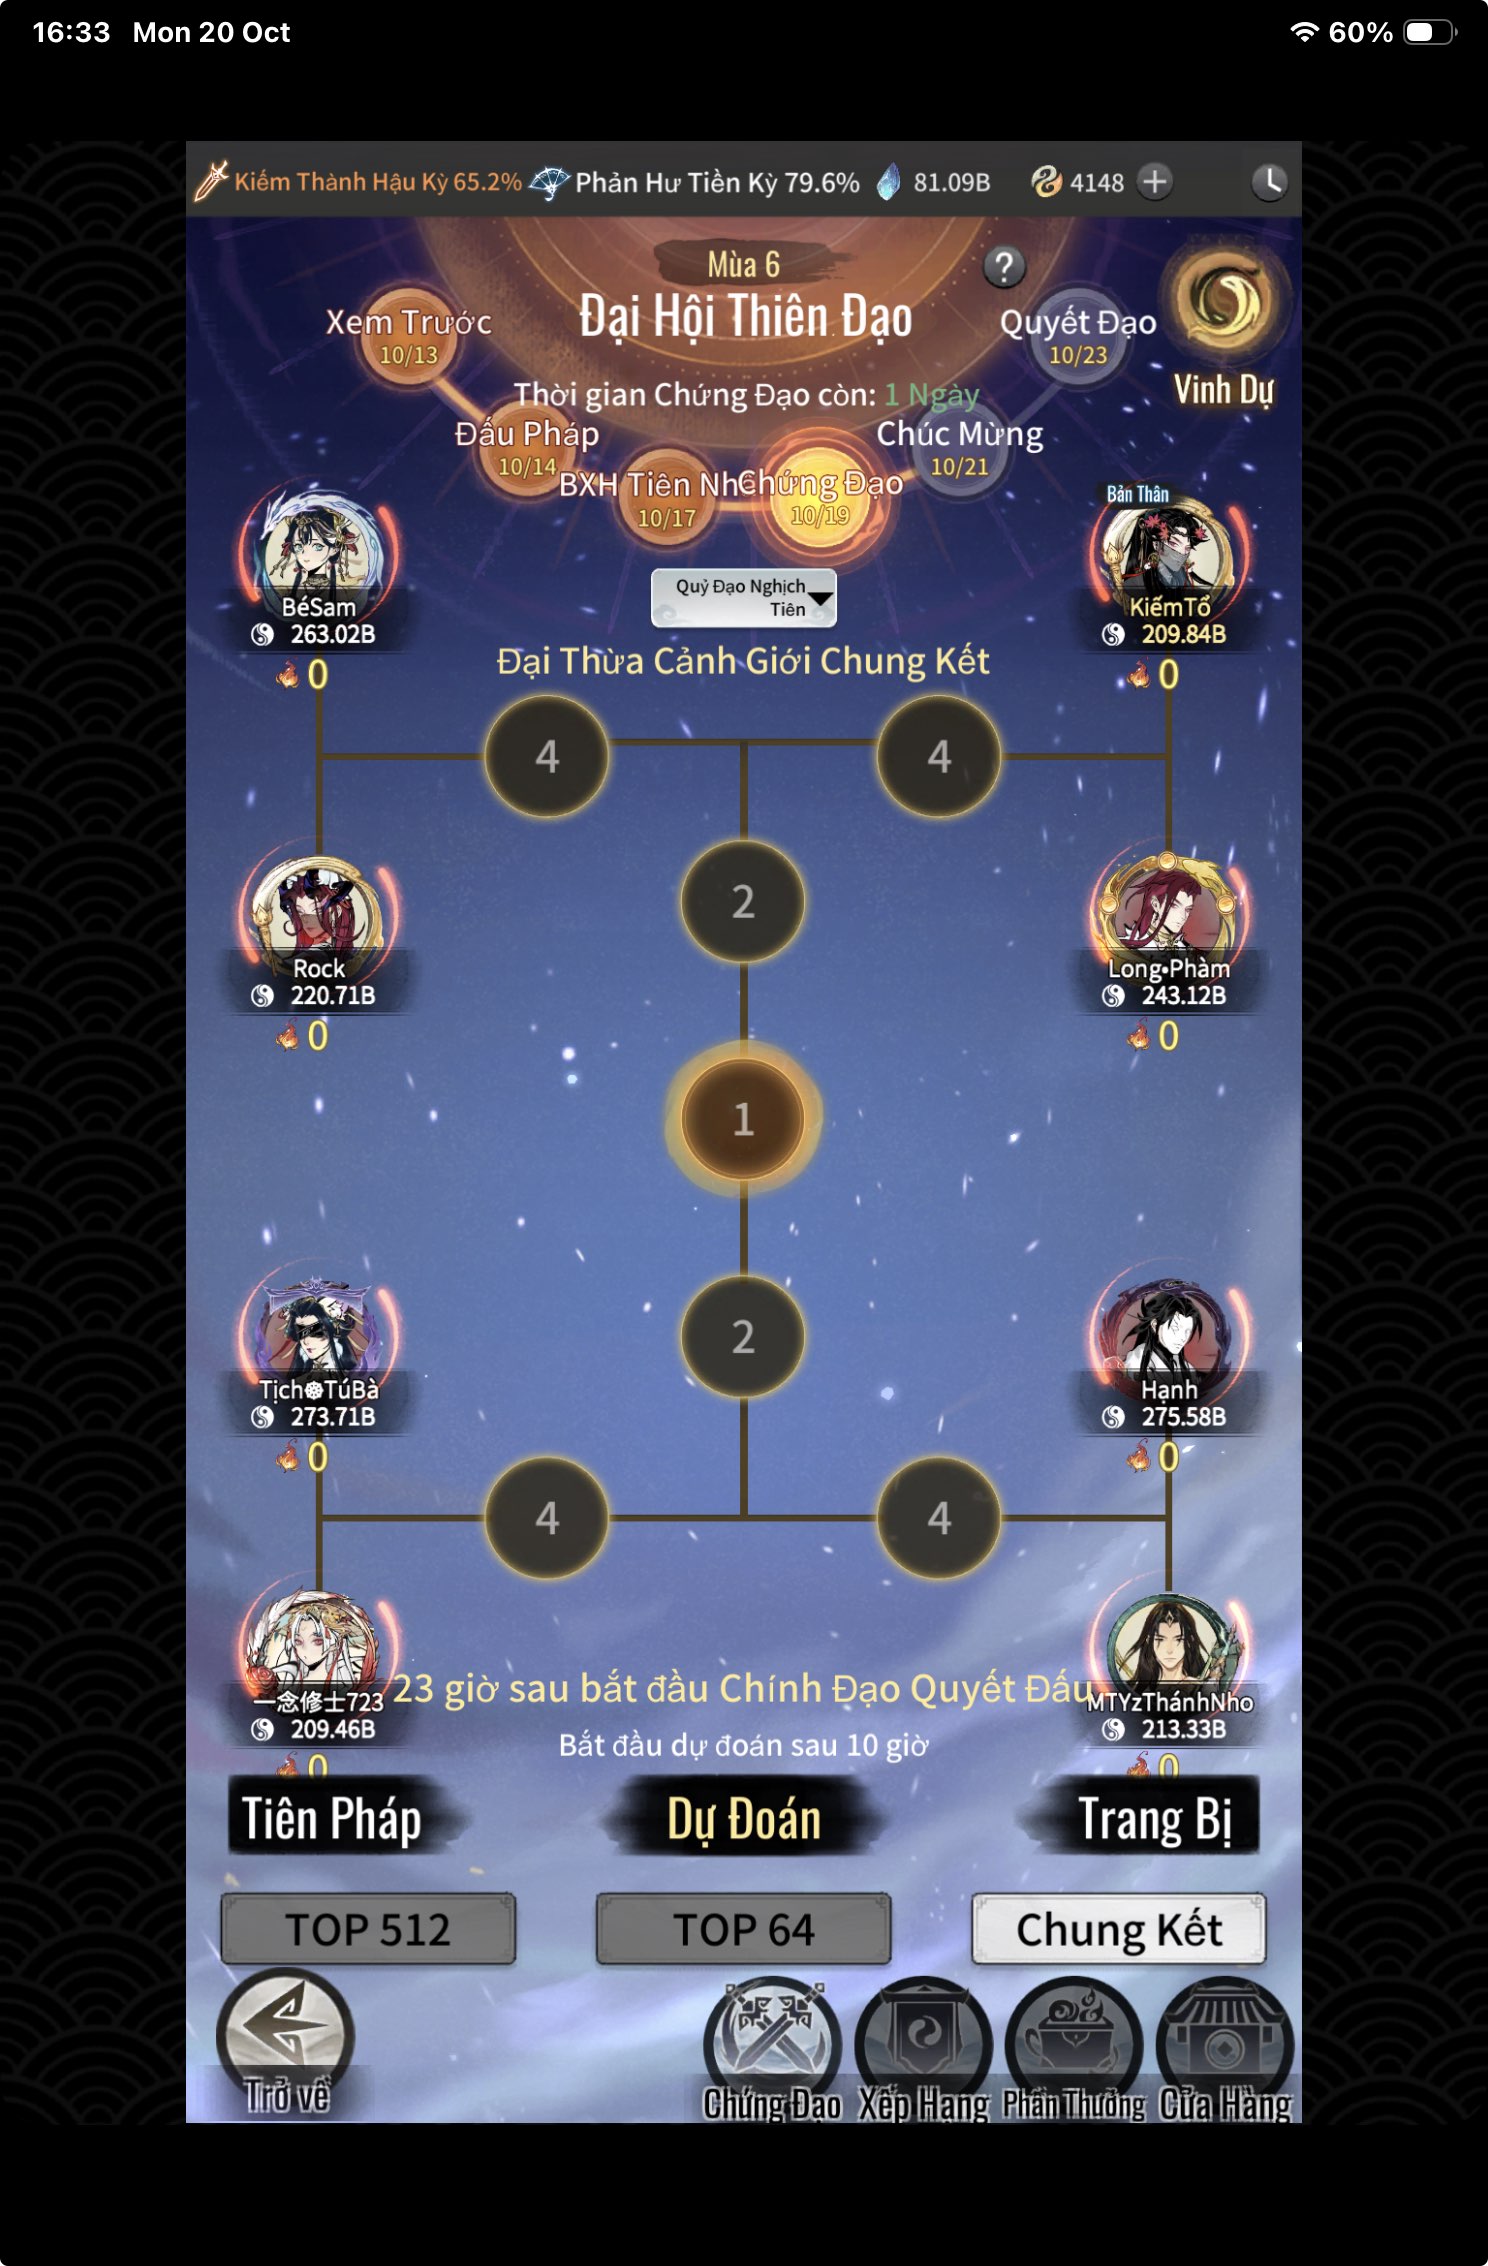 16:33 Mon 20 Oct
60%
Kiếm Thành Hậu Kỳ 65.2%
Phản Hư Tiền Kỳ 79.6%
81.09B
4148
Mùa 6
?
Đại Hội Thiên Đạo
Vinh Dự
Xem Trước
10/13
Quyết Đạo
10/23
Thời gian Chứng Đạo còn: 1 Ngày
Đấu Pháp
10/14
Chúc Mừng
10/21
BXH Tiên Nh
10/17
Chứng Đạo
10/19
Bản Thân
BéSam
263.02B
0
KiếmTổ
209.84B
0
Quỷ Đạo Nghịch
Tiên
Đại Thừa Cảnh Giới Chung Kết
4
4
2
Rock
220.71B
0
Long•Phàm
243.12B
0
1
Tịch☸TúBà
273.71B
0
2
Hạnh
275.58B
0
4
4
一念修士723
209.46B
0
23 giờ sau bắt đầu Chính Đạo Quyết Đấu
MTYzThánhNho
213.33B
0
Bắt đầu dự đoán sau 10 giờ
Tiên Pháp
Dự Đoán
Trang Bị
TOP 512
TOP 64
Chung Kết
Trở về
Chứng Đạo
Xếp Hạng
Phần Thưởng
Cửa Hàng